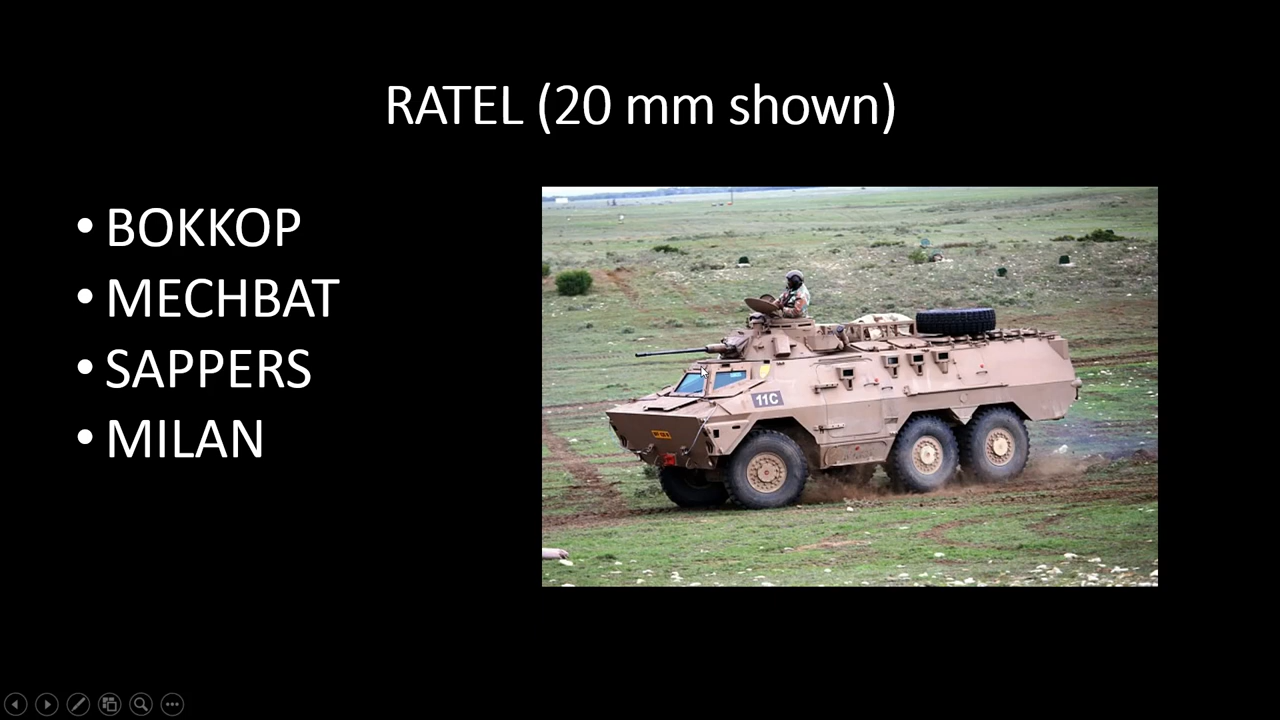 RATEL (20 mm shown)
• BOKKOP
• MECHBAT
• SAPPERS
• MILAN
11C